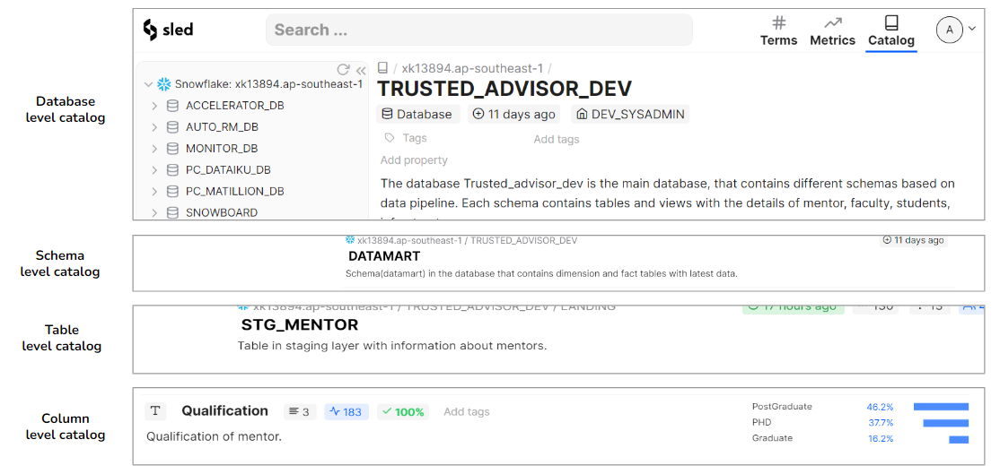 sled
Search ...
Terms
Metrics
Catalog
A
Database
level catalog
Snowflake: xk13894.ap-southeast-1
ACCELERATOR_DB
AUTO_RM_DB
MONITOR_DB
PC_DATAIKU_DB
PC_MATILLION_DB
SNOWBOARD
/ xk13894.ap-southeast-1 /
TRUSTED_ADVISOR_DEV
Database
11 days ago
DEV_SYSADMIN
Tags
Add tags
Add property
The database Trusted_advisor_dev is the main database, that contains different schemas based on
data pipeline. Each schema contains tables and views with the details of mentor, faculty, students,
Schema
level catalog
xk13894.ap-southeast-1 / TRUSTED_ADVISOR_DEV
11 days ago
DATAMART
Schema(datamart) in the database that contains dimension and fact tables with latest data.
Table
level catalog
xk13894.ap-southeast-1 / TRUSTED_ADVISOR_DEV / LANDING
17 hours ago
STG_MENTOR
Table in staging layer with information about mentors.
Column
level catalog
T
Qualification
3
183
100%
Add tags
Qualification of mentor.
PostGraduate 46.2%
PHD 37.7%
Graduate 16.2%